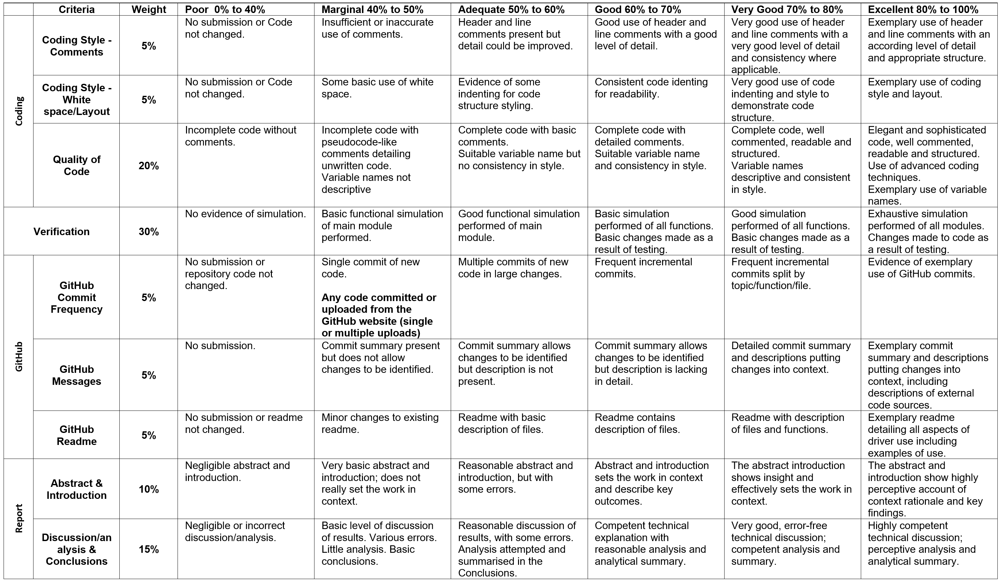 Criteria Weight Poor  0% to 40% Marginal 40% to 50% Adequate 50% to 60% Good 60% to 70% Very Good 70% to 80% Excellent 80% to 100%
Coding
Coding Style -
Comments
5%
No submission or Code
not changed.
Insufficient or inaccurate
use of comments.
Header and line
comments present but
detail could be improved.
Good use of header and
line comments with a good
level of detail.
Very good use of header
and line comments with a
very good level of detail
and consistency where
applicable.
Exemplary use of header
and line comments with an
according level of detail
and appropriate structure.
Coding Style -
White
space/Layout
5%
No submission or Code
not changed.
Some basic use of white
space.
Evidence of some
indenting for code
structure styling.
Consistent code identing
for readability.
Very good use of code
indenting and style to
demonstrate code
structure.
Exemplary use of coding
style and layout.
Quality of
Code
20%
Incomplete code without
comments.
Incomplete code with
pseudocode-like
comments detailing
unwritten code.
Variable names not
descriptive
Complete code with basic
comments.
Suitable variable name but
no consistency in style.
Complete code with
detailed comments.
Suitable variable name
and consistency in style.
Complete code, well
commented, readable and
structured.
Variable names
descriptive and consistent
in style.
Elegant and sophisticated
code, well commented,
readable and structured.
Use of advanced coding
techniques.
Exemplary use of variable
names.
Verification
30%
No evidence of simulation.
Basic functional simulation
of main module
performed.
Good functional simulation
performed of main
module.
Basic simulation
performed of all functions.
Basic changes made as a
result of testing.
Good simulation
performed of all functions.
Basic changes made as a
result of testing.
Exhaustive simulation
performed of all modules.
Changes made to code as
a result of testing.
GitHub
GitHub
Commit
Frequency
5%
No submission or
repository code not
changed.
Single commit of new
code.
Any code committed or
uploaded from the
GitHub website (single
or multiple uploads)
Multiple commits of new
code in large changes.
Frequent incremental
commits.
Frequent incremental
commits split by
topic/function/file.
Evidence of exemplary
use of GitHub commits.
GitHub
Messages
5%
No submission.
Commit summary present
but does not allow
changes to be identified.
Commit summary allows
changes to be identified
but description is not
present.
Commit summary allows
changes to be identified
but description is lacking
in detail.
Detailed commit summary
and descriptions putting
changes into context.
Exemplary commit
summary and descriptions
putting changes into
context, including
descriptions of external
code sources.
GitHub
Readme
5%
No submission or readme
not changed.
Minor changes to existing
readme.
Readme with basic
description of files.
Readme contains
description of files.
Readme with description
of files and functions.
Exemplary readme
detailing all aspects of
driver use including
examples of use.
Report
Abstract &
Introduction
10%
Negligible abstract and
introduction.
Very basic abstract and
introduction; does not
really set the work in
context.
Reasonable abstract and
introduction, but with
some errors.
Abstract and introduction
sets the work in context
and describe key
outcomes.
The abstract introduction
shows insight and
effectively sets the work in
context.
The abstract and
introduction show highly
perceptive account of
context rationale and key
findings.
Discussion/an
alysis &
Conclusions
15%
Negligible or incorrect
discussion/analysis.
Basic level of discussion
of results. Various errors.
Little analysis. Basic
conclusions.
Reasonable discussion of
results, with some errors.
Analysis attempted and
summarised in the
Conclusions.
Competent technical
explanation with
reasonable analysis and
analytical summary.
Very good, error-free
technical discussion;
competent analysis and
summary.
Highly competent
technical discussion;
perceptive analysis and
analytical summary.